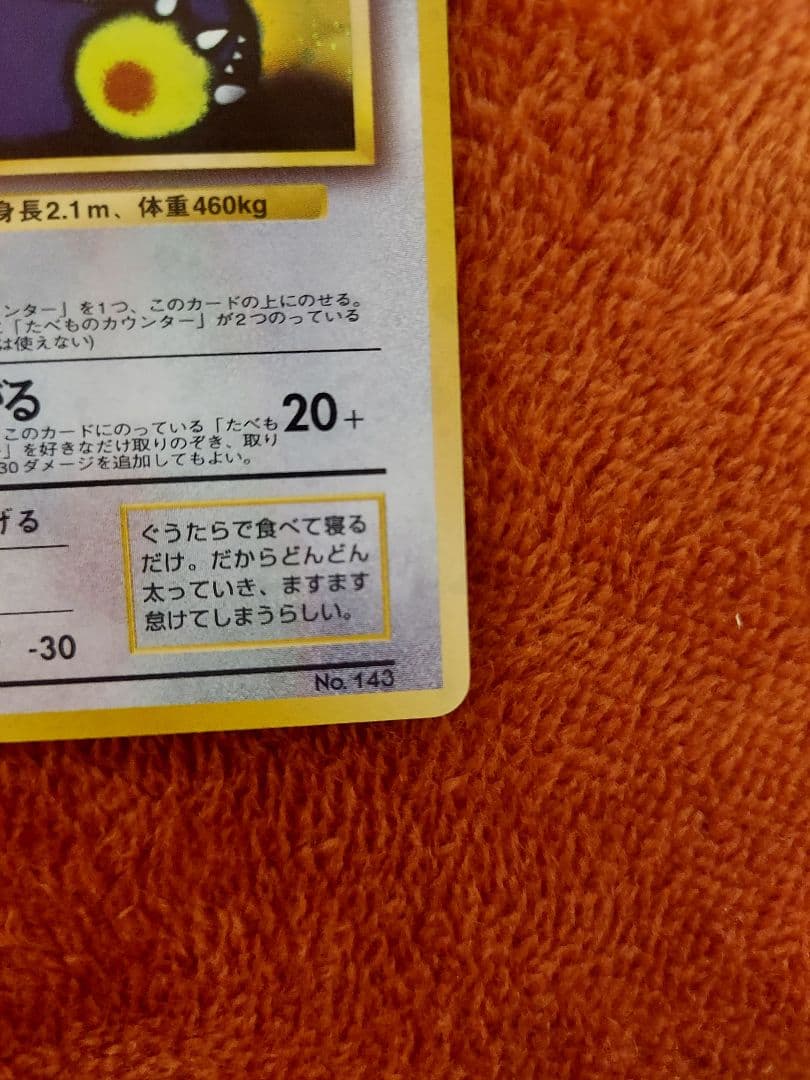 身長2.1m、体重460kg
ンター」を1つ、このカードの上にのせる。
「たべものカウンター」が2つのっている
は使えない)
がる
20+
このカードにのっている「たべも
」を好きなだけ取りのぞき、取り
30ダメージを追加してもよい。
げる
ぐうたらで食べて寝る
だけ。だからどんどん
太っていき、ますます
怠けてしまうらしい。
-30
No. 143